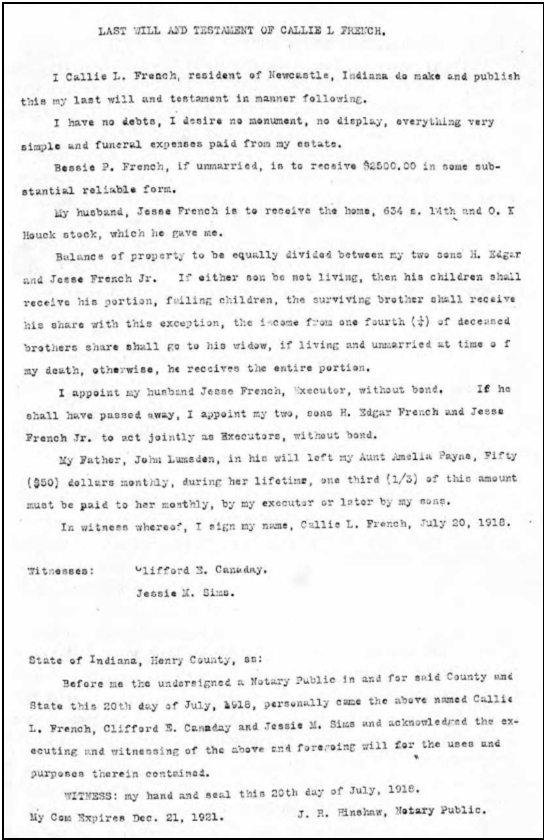 LAST WILL AND TESTAMENT OF CALLIE L FRENCH.
I Callie L. French, resident of Newcastle, Indiana do make and publish
this my last will and testament in manner following.
I have no debts, I desire no monument, no display, everything very
simple and funeral expenses paid from my estate.
Bessie P. French, if unmarried, is to receive $2500.00 in some sub-
stantial reliable form.
My husband, Jesse French is to receive the home, 634 s. 14th and O. K
Houck stock, which he gave me.
Balance of property to be equally divided between my two sons H. Edgar
and Jesse French Jr. If either son be not living, then his children shall
receive his portion, failing children, the surviving brother shall receive
his share with this exception, the income from one fourth (¼) of deceased
brothers share shall go to his widow, if living and unmarried at time o f
my death, otherwise, he receives the entire portion.
I appoint my husband Jesse French, Executor, without bond. If he
shall have passed away, I appoint my two, sons H. Edgar French and Jesse
French Jr. to act jointly as Executors, without bond.
My Father, John Lumsden, in his will left my Aunt Amelia Payne, Fifty
($50) dollars monthly, during her lifetime, one third (1/3) of this amount
must be paid to her monthly, by my executor or later by my sons.
In witness whereof, I sign my name, Callie L. French, July 20, 1918.
Witnesses: Clifford E. Canaday.
Jessie M. Sims.
State of Indiana, Henry County, ss:
Before me the undersigned a Notary Public in and for said County and
State this 20th day of July, 1918, personally came the above named Callie
L. French, Clifford E. Canaday and Jessie M. Sims and acknowledged the ex-
ecuting and witnessing of the above and foregoing will for the uses and
purposes therein contained.
WITNESS: my hand and seal this 20th day of July, 1918.
My Com Expires Dec. 21, 1921. J. R. Hinshaw, Notary Public.